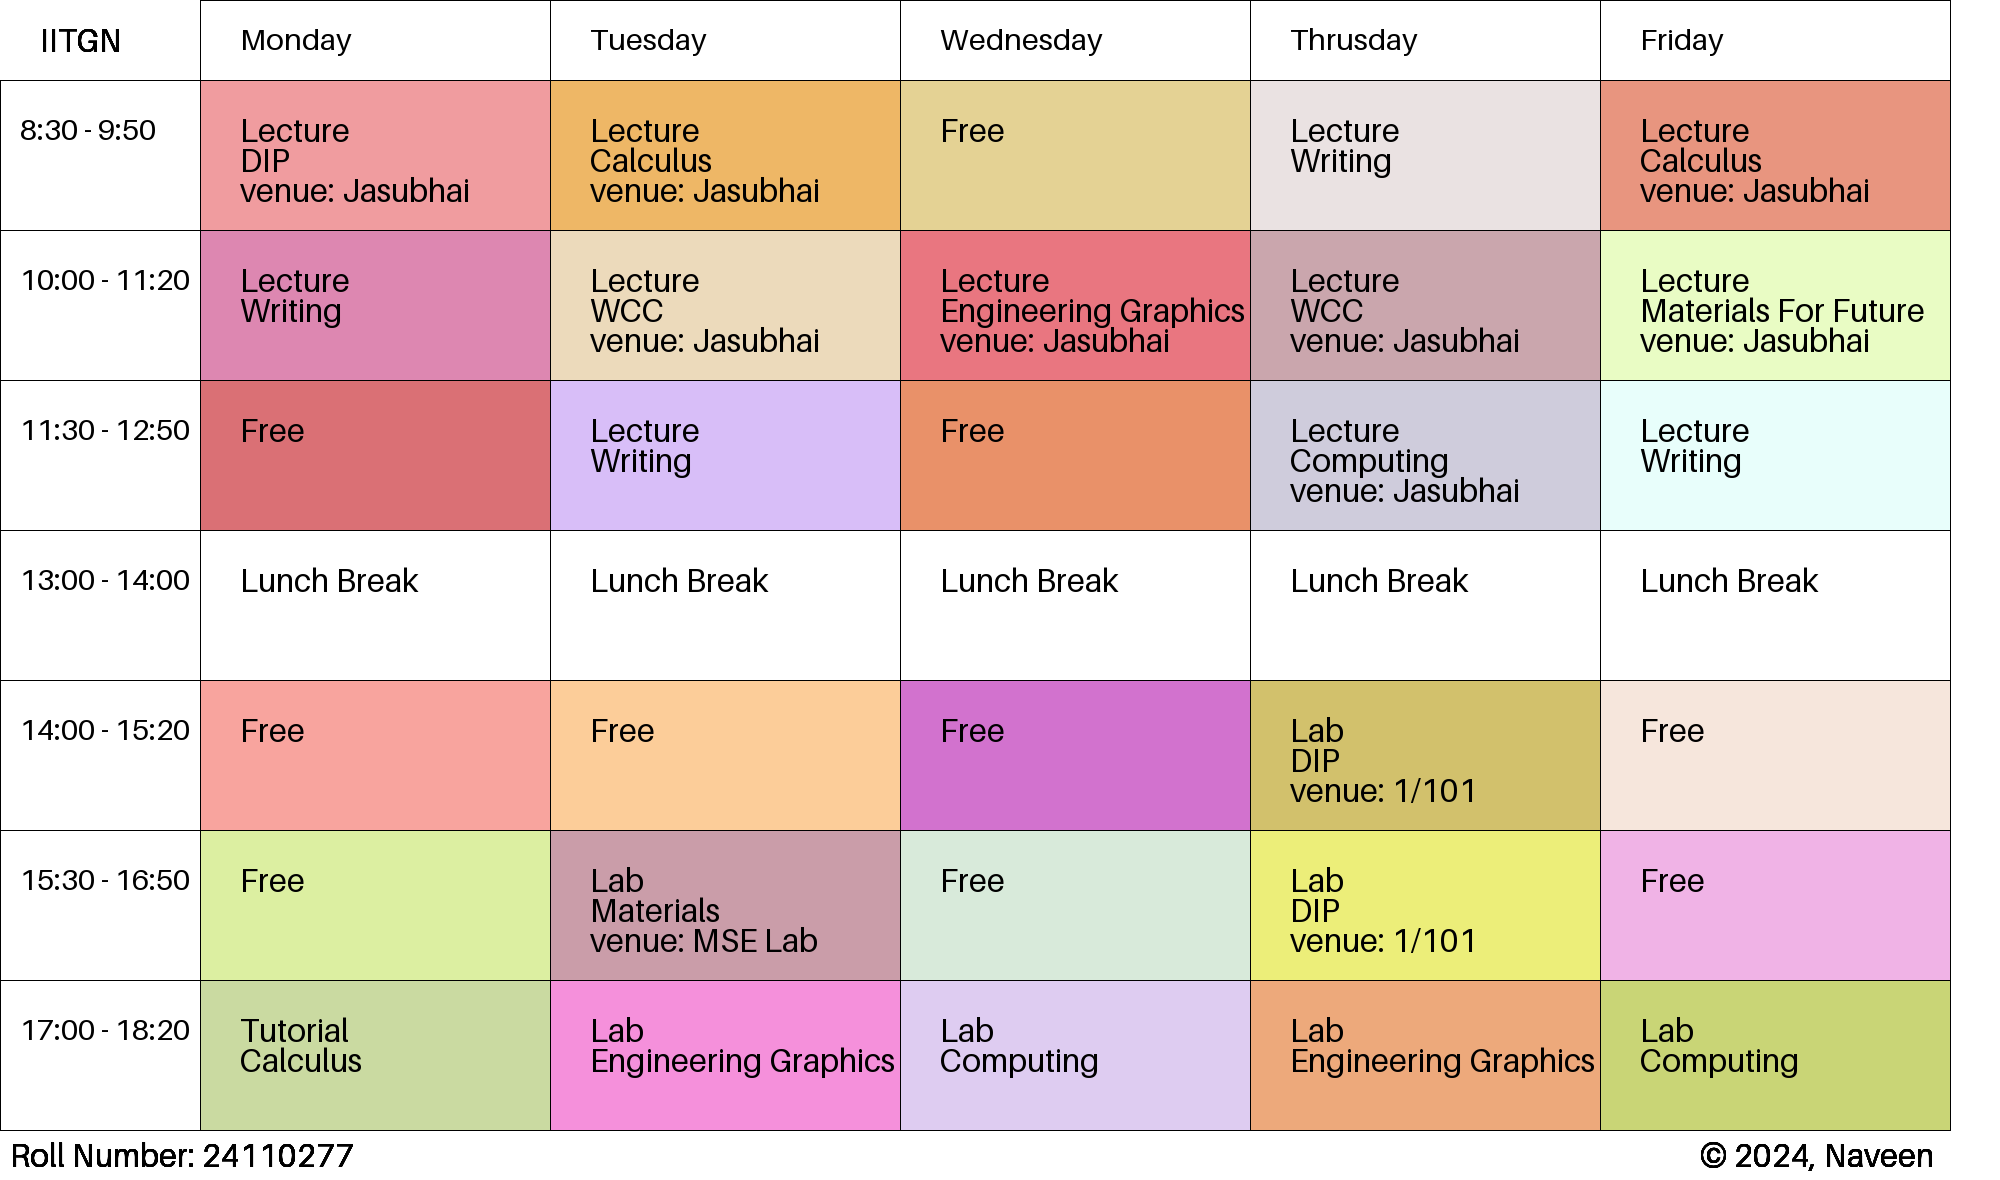 IITGN Monday Tuesday Wednesday Thrusday Friday
8:30 - 9:50
Lecture
DIP
venue: Jasubhai
Lecture
Calculus
venue: Jasubhai
Free
Lecture
Writing
Lecture
Calculus
venue: Jasubhai
10:00 - 11:20
Lecture
Writing
Lecture
WCC
venue: Jasubhai
Lecture
Engineering Graphics
venue: Jasubhai
Lecture
WCC
venue: Jasubhai
Lecture
Materials For Future
venue: Jasubhai
11:30 - 12:50
Free
Lecture
Writing
Free
Lecture
Computing
venue: Jasubhai
Lecture
Writing
13:00 - 14:00
Lunch Break
Lunch Break
Lunch Break
Lunch Break
Lunch Break
14:00 - 15:20
Free
Free
Free
Lab
DIP
venue: 1/101
Free
15:30 - 16:50
Free
Lab
Materials
venue: MSE Lab
Free
Lab
DIP
venue: 1/101
Free
17:00 - 18:20
Tutorial
Calculus
Lab
Engineering Graphics
Lab
Computing
Lab
Engineering Graphics
Lab
Computing
Roll Number: 24110277
© 2024, Naveen